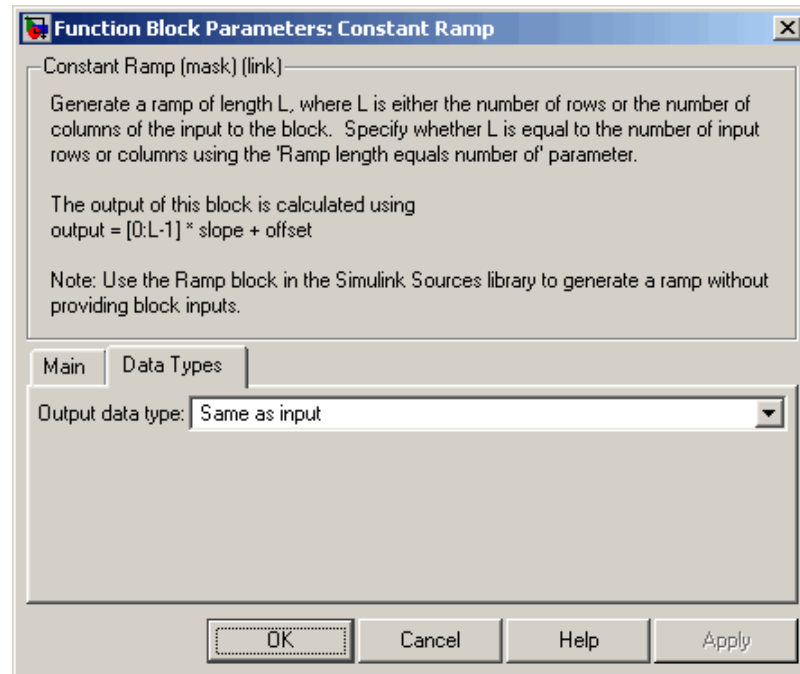 Function Block Parameters: Constant Ramp
Constant Ramp (mask) (link)
Generate a ramp of length L, where L is either the number of rows or the number of
columns of the input to the block.  Specify whether L is equal to the number of input
rows or columns using the 'Ramp length equals number of' parameter.
The output of this block is calculated using
output = [0:L-1] * slope + offset
Note: Use the Ramp block in the Simulink Sources library to generate a ramp without
providing block inputs.
Main Data Types
Output data type: Same as input
OK Cancel Help Apply